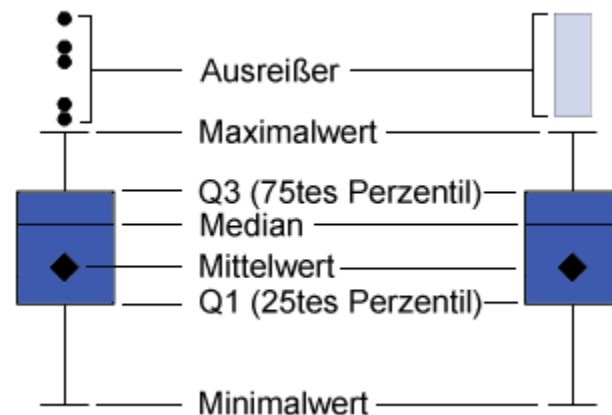 Ausreißer
Maximalwert
Q3 (75tes Perzentil)
Median
Mittelwert
Q1 (25tes Perzentil)
Minimalwert